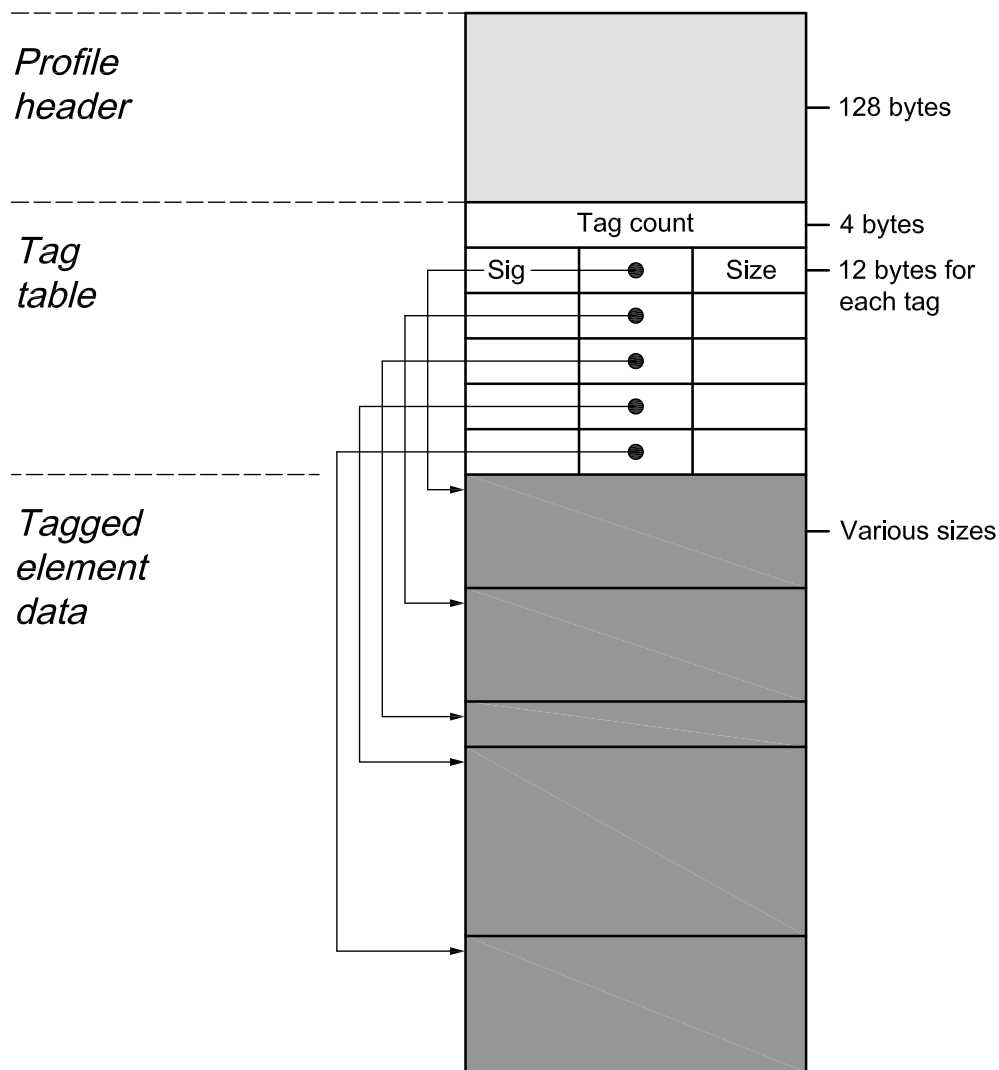 Profile
header
128 bytes
Tag count
4 bytes
Tag
table
Sig
Size
12 bytes for
each tag
Tagged
element
data
Various sizes